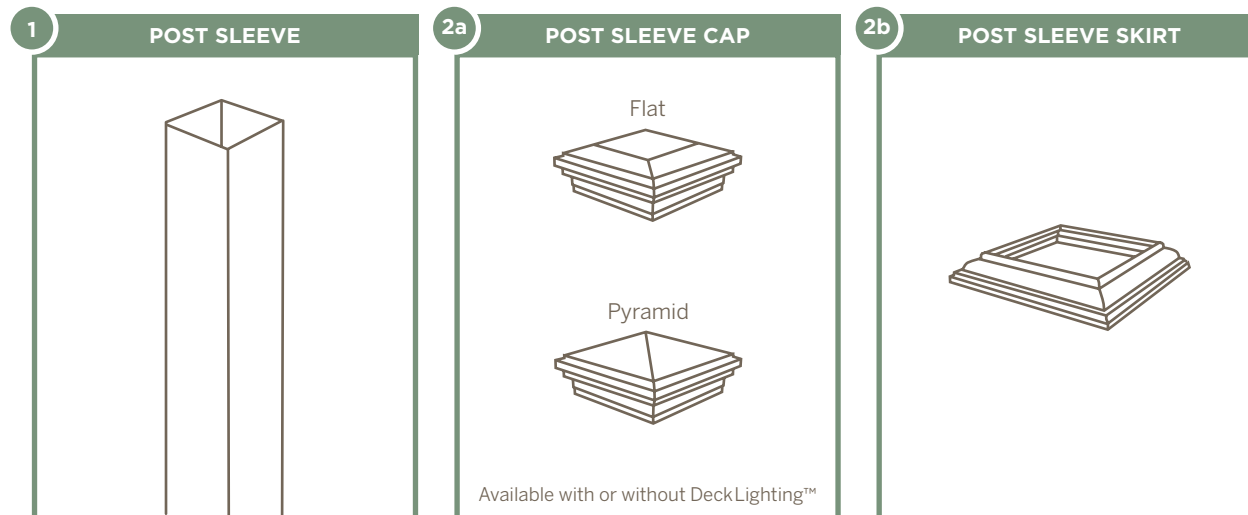 1
POST SLEEVE
2a
POST SLEEVE CAP
Flat
Pyramid
Available with or without DeckLighting™
2b
POST SLEEVE SKIRT